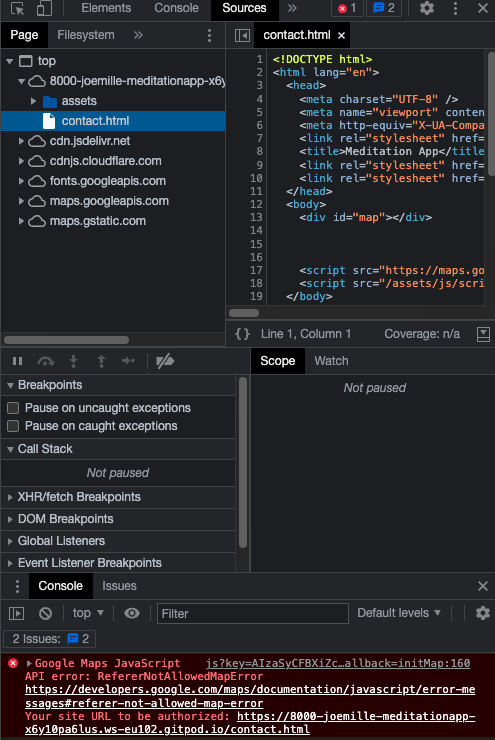 Elements Console Sources » 1 2
Page Filesystem »
contact.html ×
top
8000-joemille-meditationapp-x6y
assets
contact.html
cdn.jsdelivr.net
cdnjs.cloudflare.com
fonts.googleapis.com
maps.googleapis.com
maps.gstatic.com
1 <!DOCTYPE html>
2 <html lang="en">
3 <head>
4 <meta charset="UTF-8" />
5 <meta name="viewport" conten
6 <meta http-equiv="X-UA-Compa
7 <link rel="stylesheet" href=
8 <title>Meditation App</title
9 <link rel="stylesheet" href=
10 <link rel="stylesheet" href=
11 </head>
12 <body>
13 <div id="map"></div>
14
15
16
17 <script src="https://maps.go
18 <script src="/assets/js/scri
19 </body>
{} Line 1, Column 1 Coverage: n/a
Breakpoints
Pause on uncaught exceptions
Pause on caught exceptions
Call Stack
Not paused
XHR/fetch Breakpoints
DOM Breakpoints
Global Listeners
Event Listener Breakpoints
Scope Watch
Not paused
Console Issues
top Filter Default levels
2 Issues: 2
Google Maps JavaScript js?key=AIzaSyCFBXiZc…allback=initMap:160
API error: RefererNotAllowedMapError
https://developers.google.com/maps/documentation/javascript/error-me
ssages#referer-not-allowed-map-error
Your site URL to be authorized: https://8000-joemille-meditationapp-
x6y10pa6lus.ws-eu102.gitpod.io/contact.html